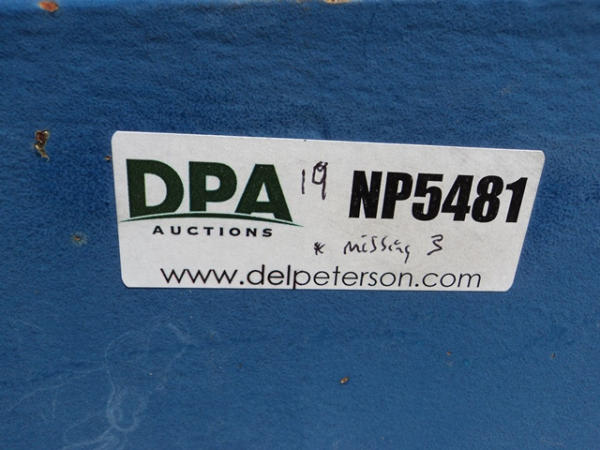 DPA 19 NP5481
AUCTIONS
* missing 3
www.delpeterson.com